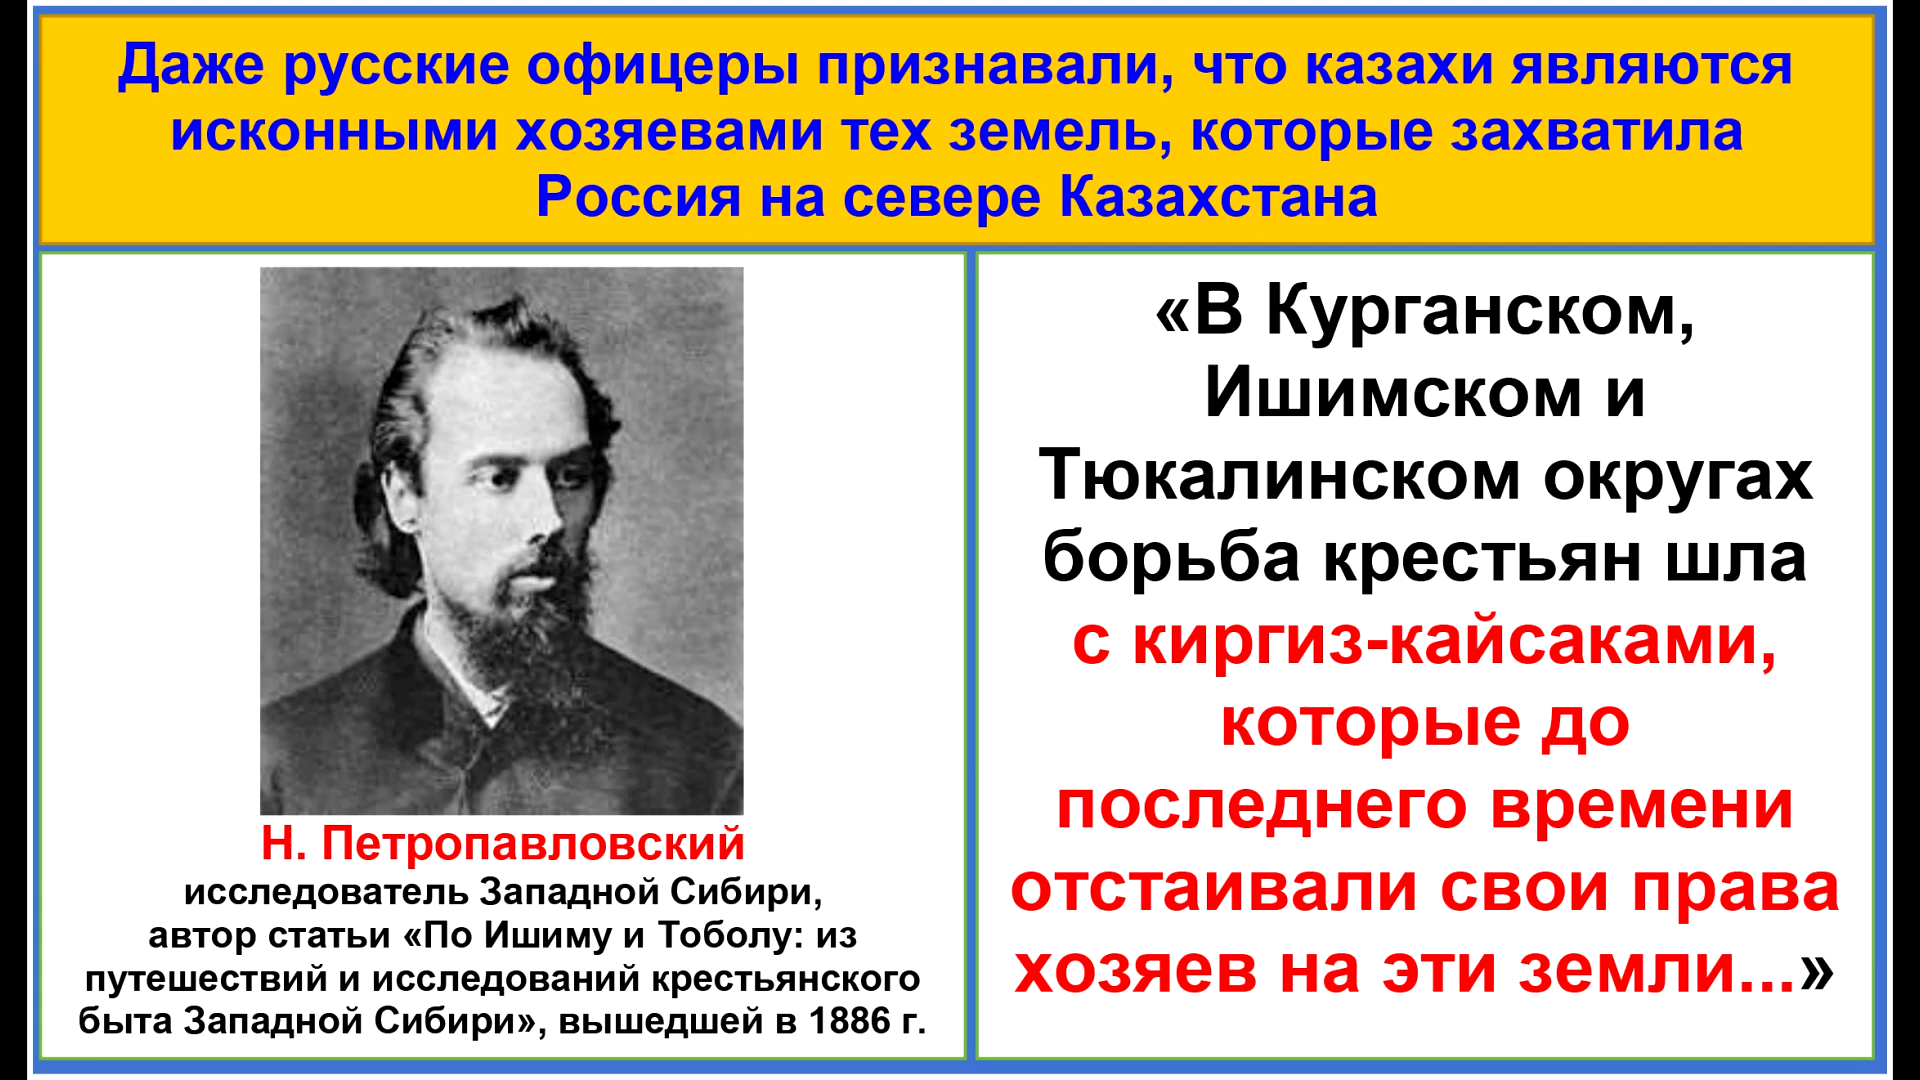 Даже русские офицеры признавали, что казахи являются
исконными хозяевами тех земель, которые захватила
Россия на севере Казахстана
Н. Петропавловский
исследователь Западной Сибири,
автор статьи «По Ишиму и Тоболу: из
путешествий и исследований крестьянского
быта Западной Сибири», вышедшей в 1886 г.
«В Курганском,
Ишимском и
Тюкалинском округах
борьба крестьян шла
с киргиз-кайсаками,
которые до
последнего времени
отстаивали свои права
хозяев на эти земли...»